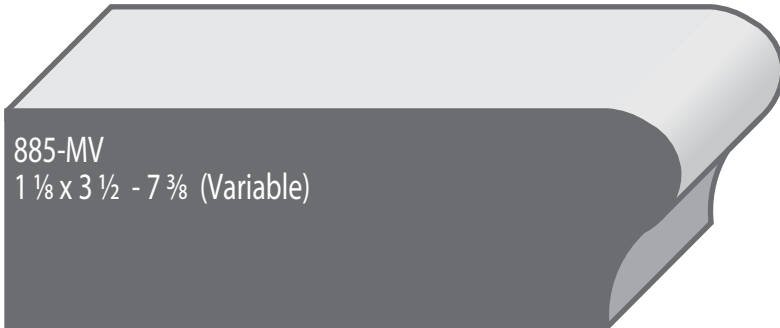 885-MV
1 ⅛ x 3 ½ - 7 ⅜ (Variable)